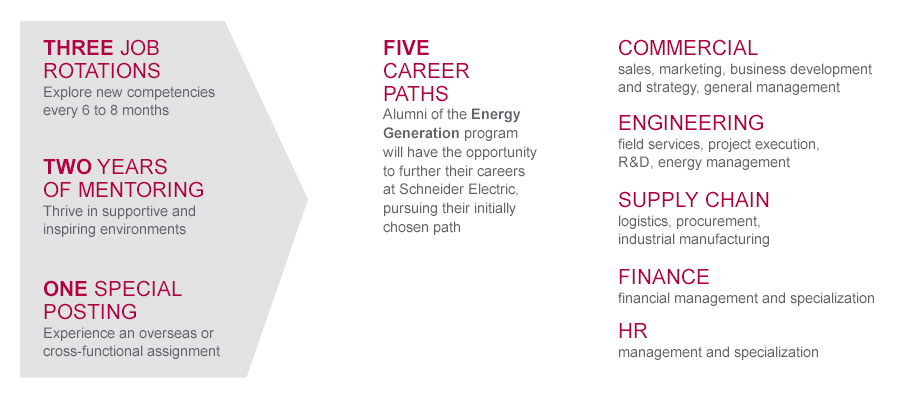 THREE JOB
ROTATIONS
Explore new competencies
every 6 to 8 months
TWO YEARS
OF MENTORING
Thrive in supportive and
inspiring environments
ONE SPECIAL
POSTING
Experience an overseas or
cross-functional assignment
FIVE
CAREER
PATHS
Alumni of the Energy
Generation program
will have the opportunity
to further their careers
at Schneider Electric,
pursuing their initially
chosen path
COMMERCIAL
sales, marketing, business development
and strategy, general management
ENGINEERING
field services, project execution,
R&D, energy management
SUPPLY CHAIN
logistics, procurement,
industrial manufacturing
FINANCE
financial management and specialization
HR
management and specialization